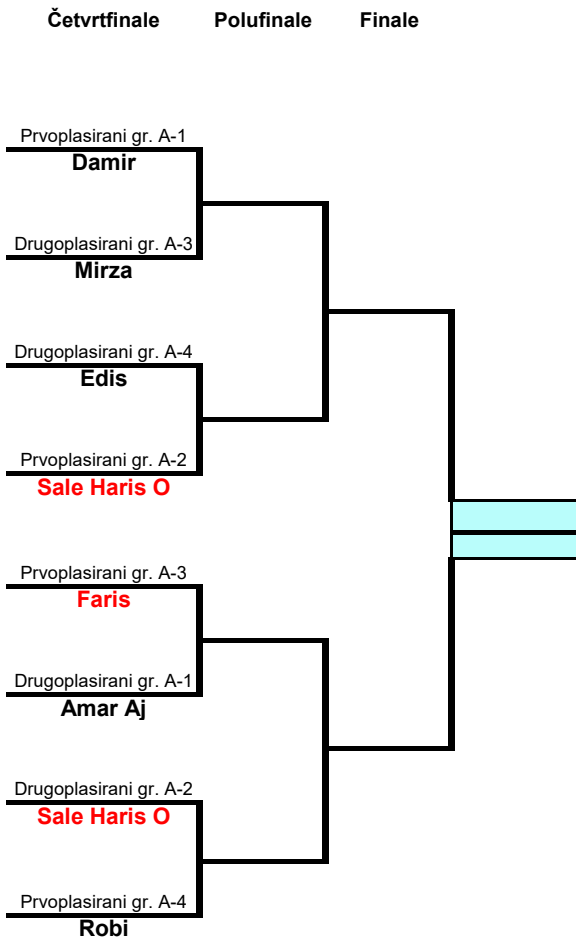 Četvrtfinale Polufinale Finale
Prvoplasirani gr. A-1
Damir
Drugoplasirani gr. A-3
Mirza
Drugoplasirani gr. A-4
Edis
Prvoplasirani gr. A-2
Sale Haris O
Prvoplasirani gr. A-3
Faris
Drugoplasirani gr. A-1
Amar Aj
Drugoplasirani gr. A-2
Sale Haris O
Prvoplasirani gr. A-4
Robi